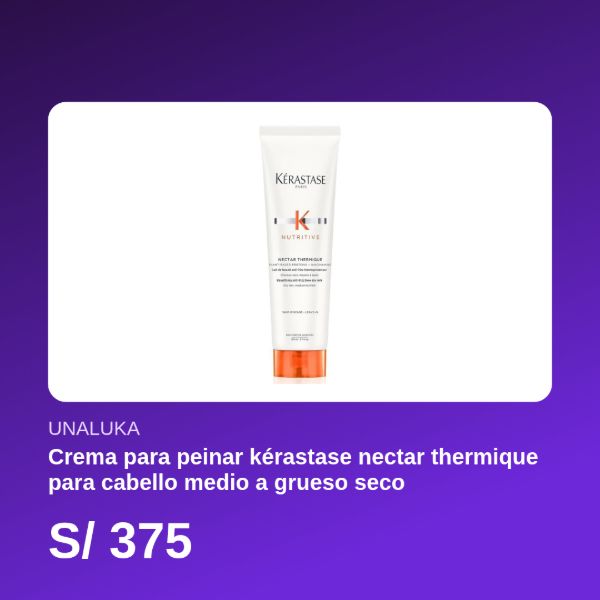 KÉRASTASE
PARIS
K
NUTRITIVE
NECTAR THERMIQUE
UNALUKA
Crema para peinar kérastase nectar thermique
para cabello medio a grueso seco
S/ 375